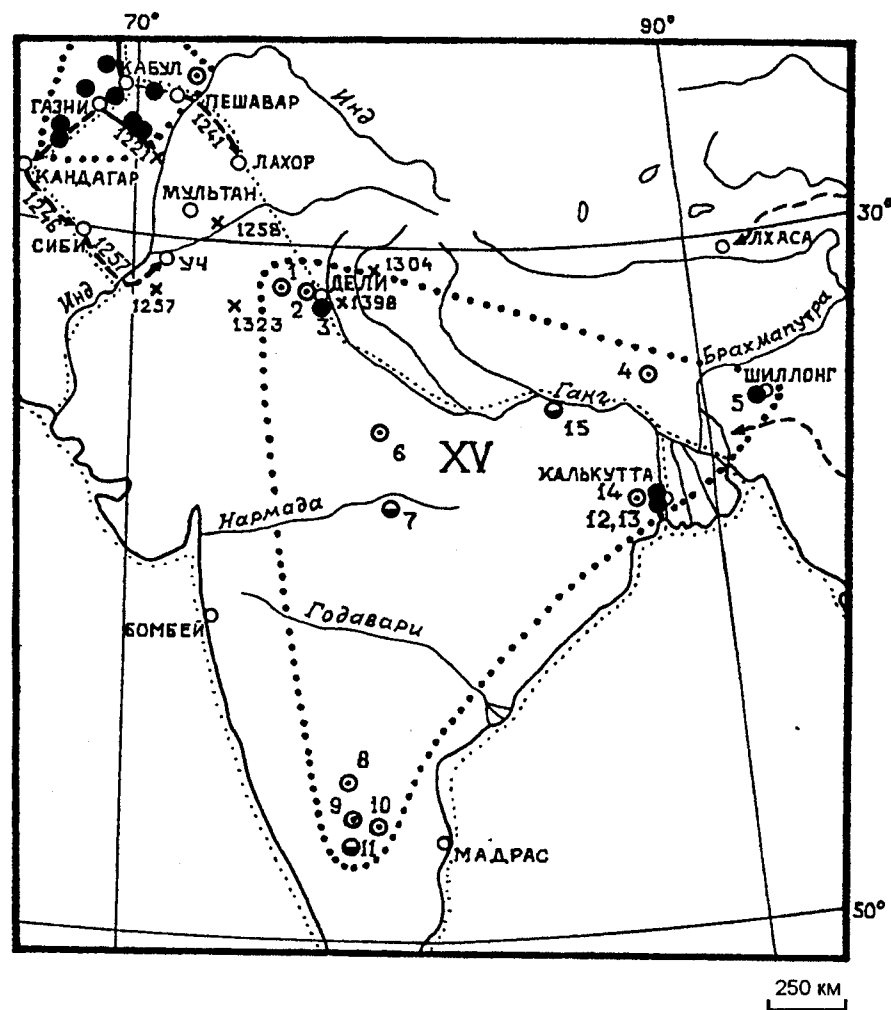 70° 90°
КАБУЛ
ГАЗНИ
ПЕШАВАР
Инд
1221
1241
ЛАХОР
КАНДАГАР
МУЛЬТАН
30°
1246
СИБИ
1258
ЛХАСА
1257
УЧ
1304
Инд
1257
1 ДЕЛИ
1323 2 3 1398
Брахмапутра
4 ШИЛЛОНГ
5
Ганг
15
6 XV
КАЛЬКУТТА
14
12,13
Нармада
7
Годавари
БОМБЕЙ
8
9 10
11
МАДРАС
50°
250 км